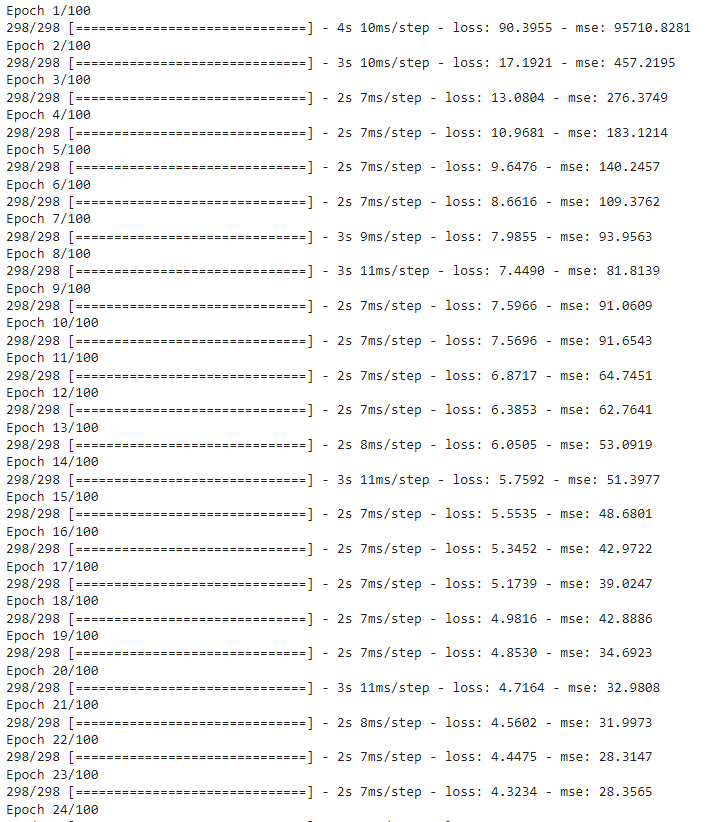 Epoch 1/100
298/298 [==============================] - 4s 10ms/step - loss: 90.3955 - mse: 95710.8281
Epoch 2/100
298/298 [==============================] - 3s 10ms/step - loss: 17.1921 - mse: 457.2195
Epoch 3/100
298/298 [==============================] - 2s 7ms/step - loss: 13.0804 - mse: 276.3749
Epoch 4/100
298/298 [==============================] - 2s 7ms/step - loss: 10.9681 - mse: 183.1214
Epoch 5/100
298/298 [==============================] - 2s 7ms/step - loss: 9.6476 - mse: 140.2457
Epoch 6/100
298/298 [==============================] - 2s 7ms/step - loss: 8.6616 - mse: 109.3762
Epoch 7/100
298/298 [==============================] - 3s 9ms/step - loss: 7.9855 - mse: 93.9563
Epoch 8/100
298/298 [==============================] - 3s 11ms/step - loss: 7.4490 - mse: 81.8139
Epoch 9/100
298/298 [==============================] - 2s 7ms/step - loss: 7.5966 - mse: 91.0609
Epoch 10/100
298/298 [==============================] - 2s 7ms/step - loss: 7.5696 - mse: 91.6543
Epoch 11/100
298/298 [==============================] - 2s 7ms/step - loss: 6.8717 - mse: 64.7451
Epoch 12/100
298/298 [==============================] - 2s 7ms/step - loss: 6.3853 - mse: 62.7641
Epoch 13/100
298/298 [==============================] - 2s 8ms/step - loss: 6.0505 - mse: 53.0919
Epoch 14/100
298/298 [==============================] - 3s 11ms/step - loss: 5.7592 - mse: 51.3977
Epoch 15/100
298/298 [==============================] - 2s 7ms/step - loss: 5.5535 - mse: 48.6801
Epoch 16/100
298/298 [==============================] - 2s 7ms/step - loss: 5.3452 - mse: 42.9722
Epoch 17/100
298/298 [==============================] - 2s 7ms/step - loss: 5.1739 - mse: 39.0247
Epoch 18/100
298/298 [==============================] - 2s 7ms/step - loss: 4.9816 - mse: 42.8886
Epoch 19/100
298/298 [==============================] - 2s 7ms/step - loss: 4.8530 - mse: 34.6923
Epoch 20/100
298/298 [==============================] - 3s 11ms/step - loss: 4.7164 - mse: 32.9808
Epoch 21/100
298/298 [==============================] - 2s 8ms/step - loss: 4.5602 - mse: 31.9973
Epoch 22/100
298/298 [==============================] - 2s 7ms/step - loss: 4.4475 - mse: 28.3147
Epoch 23/100
298/298 [==============================] - 2s 7ms/step - loss: 4.3234 - mse: 28.3565
Epoch 24/100